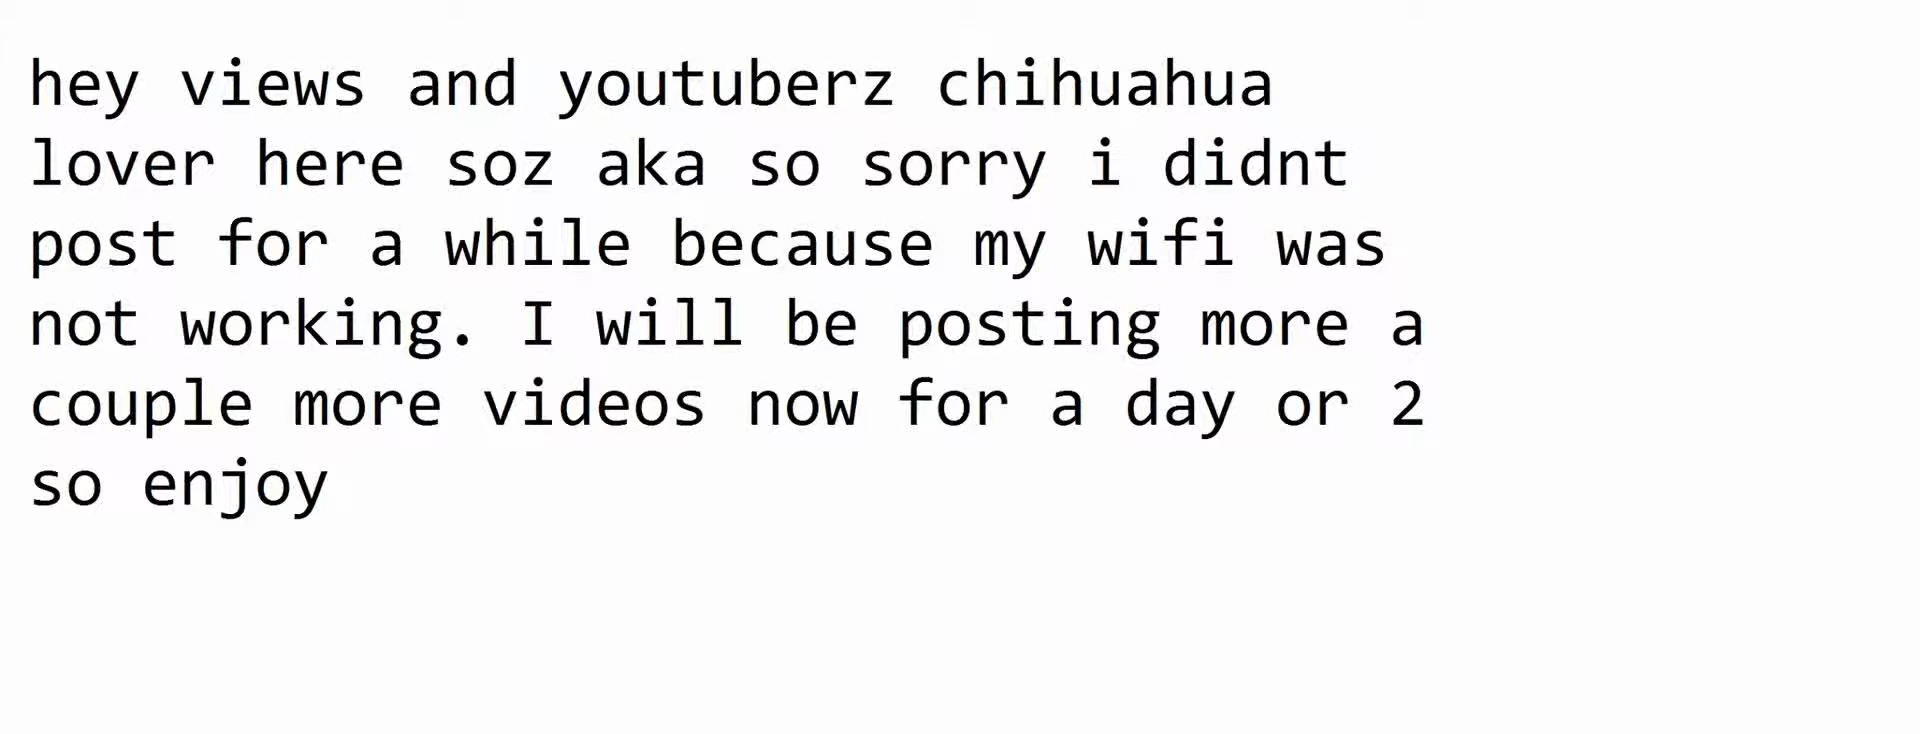 hey views and youtuberz chihuahua
lover here soz aka so sorry i didnt
post for a while because my wifi was
not working. I will be posting more a
couple more videos now for a day or 2
so enjoy